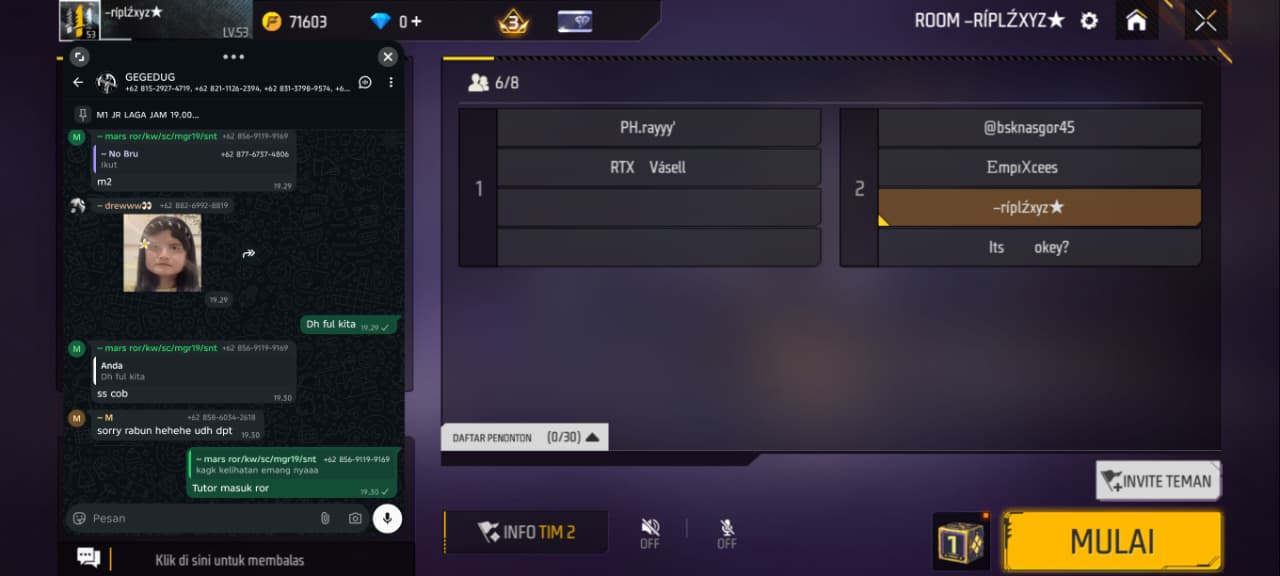 –ríplźxyz★
53
LV.53
71603
0 +
3
ROOM –RÍPLŹXYZ★
GEGEDUG
+62 815-2927-4719, +62 821-1126-2394, +62 831-3798-9574, +6...
M1 JR LAGA JAM 19.00...
M
~ mars ror/kw/sc/mgr19/snt +62 856-9119-9169
~ No Bru +62 877-6737-4806
Ikut
m2
19.29
~ drewww👀 +62 882-6992-8819
19.29
Dh ful kita
19.29
M
~ mars ror/kw/sc/mgr19/snt +62 856-9119-9169
Anda
Dh ful kita
ss cob
19.30
M
~ M +62 858-6034-2618
sorry rabun hehehe udh dpt
19.30
~ mars ror/kw/sc/mgr19/snt +62 856-9119-9169
kagk kelihatan emang nyaaa
Tutor masuk ror
19.30
Pesan
Klik di sini untuk membalas
6/8
1
PH.rayyy'
RTX Vásell
2
@bsknasgor45
EmpıXcees
–ríplźxyz★
Its okey?
DAFTAR PENONTON (0/30)
INVITE TEMAN
INFO TIM 2
OFF
OFF
1
MULAI